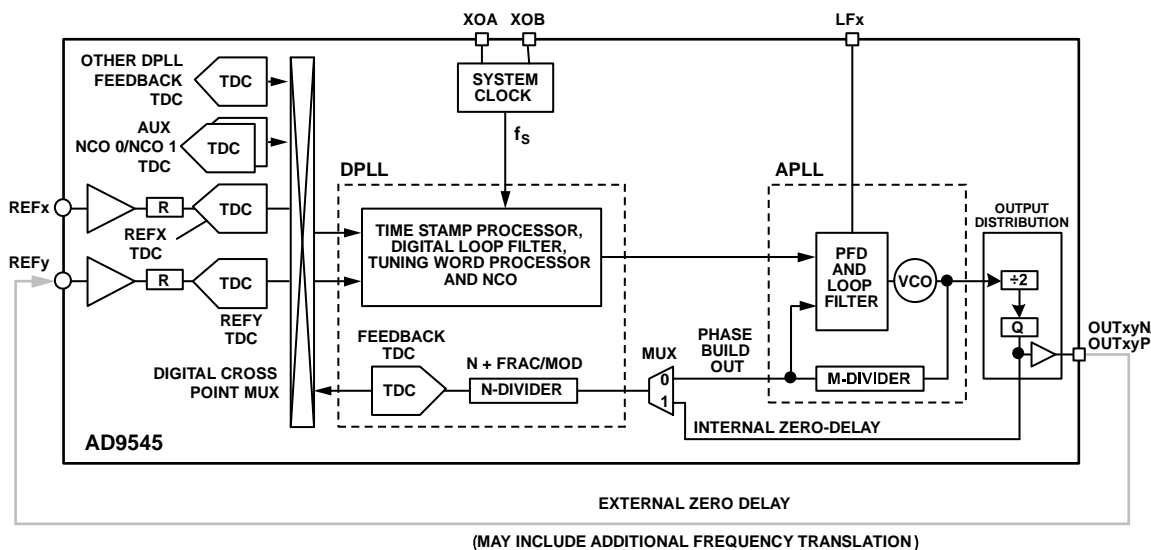 XOA XOB LFx
OTHER DPLL
FEEDBACK
TDC
TDC
SYSTEM
CLOCK
AUX
NCO 0/NCO 1
TDC
TDC
fS
DPLL
APLL
REFx
R
TDC
REFX
TDC
OUTPUT
DISTRIBUTION
TIME STAMP PROCESSOR,
DIGITAL LOOP FILTER,
TUNING WORD PROCESSOR
AND NCO
PFD
AND
LOOP
FILTER
VCO
÷2
REFy
R
TDC
REFY
TDC
Q
OUTxyN
OUTxyP
FEEDBACK
TDC
N + FRAC/MOD
MUX
PHASE
BUILD
OUT
DIGITAL CROSS
POINT MUX
TDC
N-DIVIDER
0
1
M-DIVIDER
INTERNAL ZERO-DELAY
AD9545
EXTERNAL ZERO DELAY
(MAY INCLUDE ADDITIONAL FREQUENCY TRANSLATION)